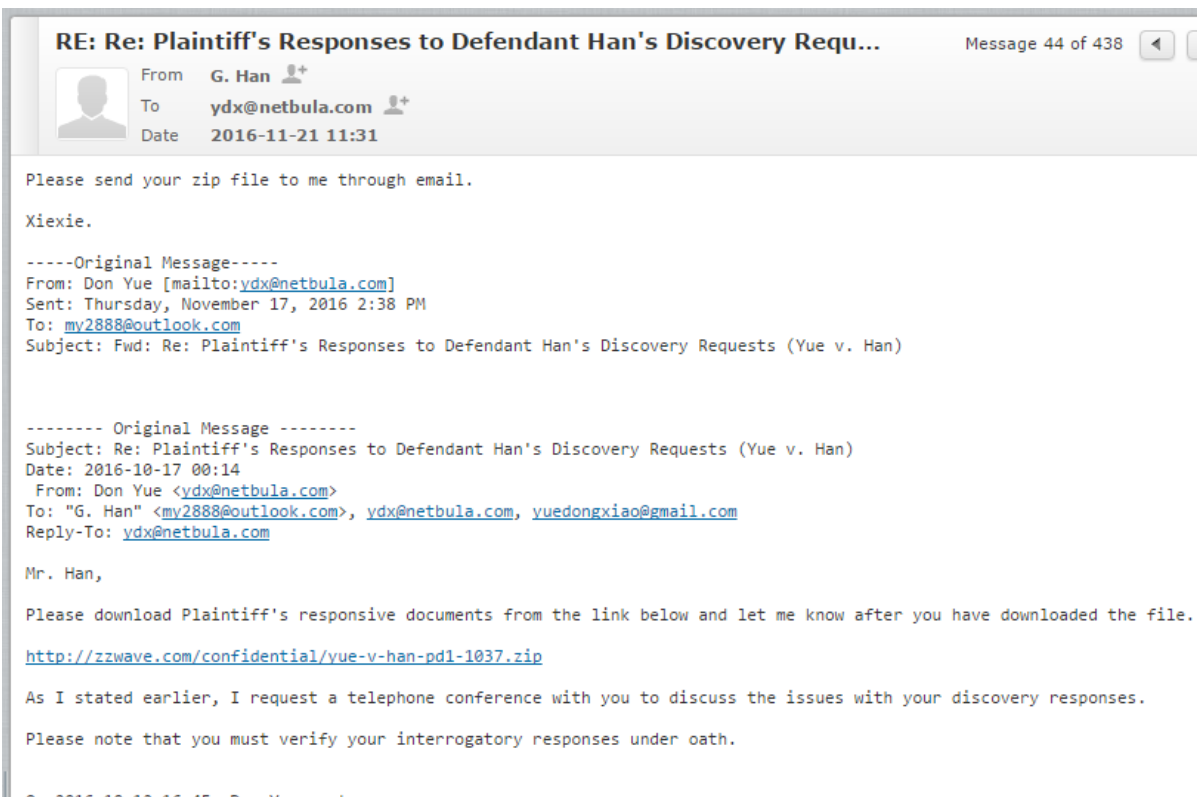 RE: Re: Plaintiff's Responses to Defendant Han's Discovery Requ...
Message 44 of 438
From G. Han
To ydx@netbula.com
Date 2016-11-21 11:31
Please send your zip file to me through email.
Xiexie.
-----Original Message-----
From: Don Yue [mailto:ydx@netbula.com]
Sent: Thursday, November 17, 2016 2:38 PM
To: my2888@outlook.com
Subject: Fwd: Re: Plaintiff's Responses to Defendant Han's Discovery Requests (Yue v. Han)
-------- Original Message --------
Subject: Re: Plaintiff's Responses to Defendant Han's Discovery Requests (Yue v. Han)
Date: 2016-10-17 00:14
From: Don Yue <ydx@netbula.com>
To: "G. Han" <my2888@outlook.com>, ydx@netbula.com, yuedongxiao@gmail.com
Reply-To: ydx@netbula.com
Mr. Han,
Please download Plaintiff's responsive documents from the link below and let me know after you have downloaded the file.
http://zzwave.com/confidential/yue-v-han-pd1-1037.zip
As I stated earlier, I request a telephone conference with you to discuss the issues with your discovery responses.
Please note that you must verify your interrogatory responses under oath.